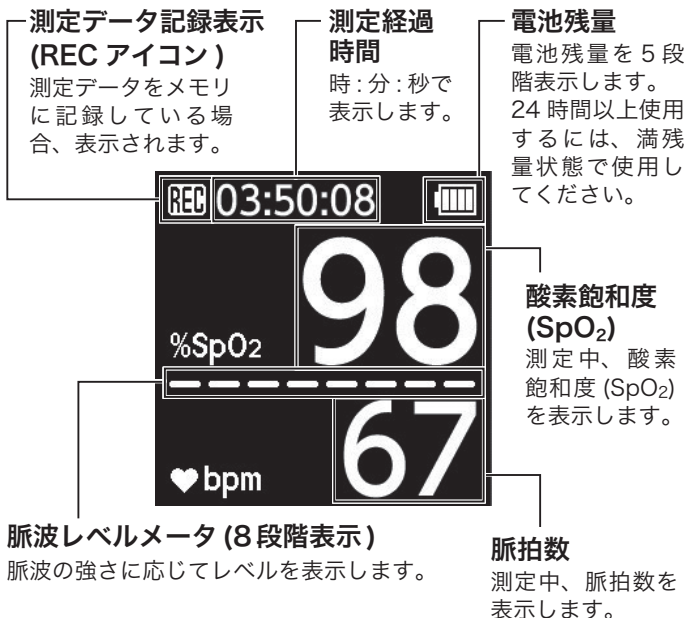 測定データ記録表示
(REC アイコン )
測定データをメモリ
に記録している場
合、表示されます。
測定経過
時間
時 : 分 : 秒で
表示します。
電池残量
電池残量を 5 段
階表示します。
24 時間以上使用
するには、満残
量状態で使用し
てください。
REC 03:50:08
98
%SpO2
67
bpm
酸素飽和度
(SpO₂)
測定中、酸素
飽和度 (SpO₂)
を表示します。
脈波レベルメータ (8 段階表示 )
脈波の強さに応じてレベルを表示します。
脈拍数
測定中、脈拍数を
表示します。